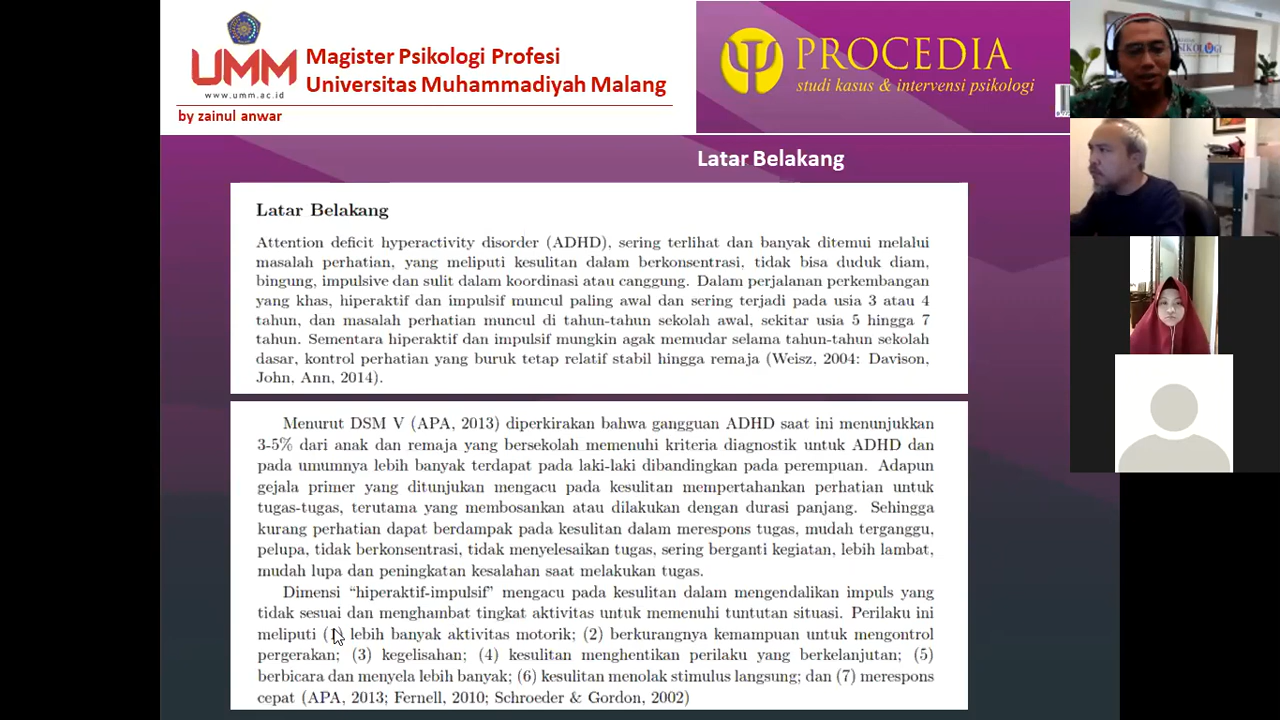 UMM
www.umm.ac.id
Magister Psikologi Profesi
Universitas Muhammadiyah Malang
by zainul anwar
PROCEDIA
studi kasus & intervensi psikologi
Latar Belakang
Latar Belakang
Attention deficit hyperactivity disorder (ADHD), sering terlihat dan banyak ditemui melalui
masalah perhatian, yang meliputi kesulitan dalam berkonsentrasi, tidak bisa duduk diam,
bingung, impulsive dan sulit dalam koordinasi atau canggung. Dalam perjalanan perkembangan
yang khas, hiperaktif dan impulsif muncul paling awal dan sering terjadi pada usia 3 atau 4
tahun, dan masalah perhatian muncul di tahun-tahun sekolah awal, sekitar usia 5 hingga 7
tahun. Sementara hiperaktif dan impulsif mungkin agak memudar selama tahun-tahun sekolah
dasar, kontrol perhatian yang buruk tetap relatif stabil hingga remaja (Weisz, 2004: Davison,
John, Ann, 2014).
Menurut DSM V (APA, 2013) diperkirakan bahwa gangguan ADHD saat ini menunjukkan
3-5% dari anak dan remaja yang bersekolah memenuhi kriteria diagnostik untuk ADHD dan
pada umumnya lebih banyak terdapat pada laki-laki dibandingkan pada perempuan. Adapun
gejala primer yang ditunjukan mengacu pada kesulitan mempertahankan perhatian untuk
tugas-tugas, terutama yang membosankan atau dilakukan dengan durasi panjang. Sehingga
kurang perhatian dapat berdampak pada kesulitan dalam merespons tugas, mudah terganggu,
pelupa, tidak berkonsentrasi, tidak menyelesaikan tugas, sering berganti kegiatan, lebih lambat,
mudah lupa dan peningkatan kesalahan saat melakukan tugas.
Dimensi “hiperaktif-impulsif” mengacu pada kesulitan dalam mengendalikan impuls yang
tidak sesuai dan menghambat tingkat aktivitas untuk memenuhi tuntutan situasi. Perilaku ini
meliputi (1) lebih banyak aktivitas motorik; (2) berkurangnya kemampuan untuk mengontrol
pergerakan; (3) kegelisahan; (4) kesulitan menghentikan perilaku yang berkelanjutan; (5)
berbicara dan menyela lebih banyak; (6) kesulitan menolak stimulus langsung; dan (7) merespons
cepat (APA, 2013; Fernell, 2010; Schroeder & Gordon, 2002)